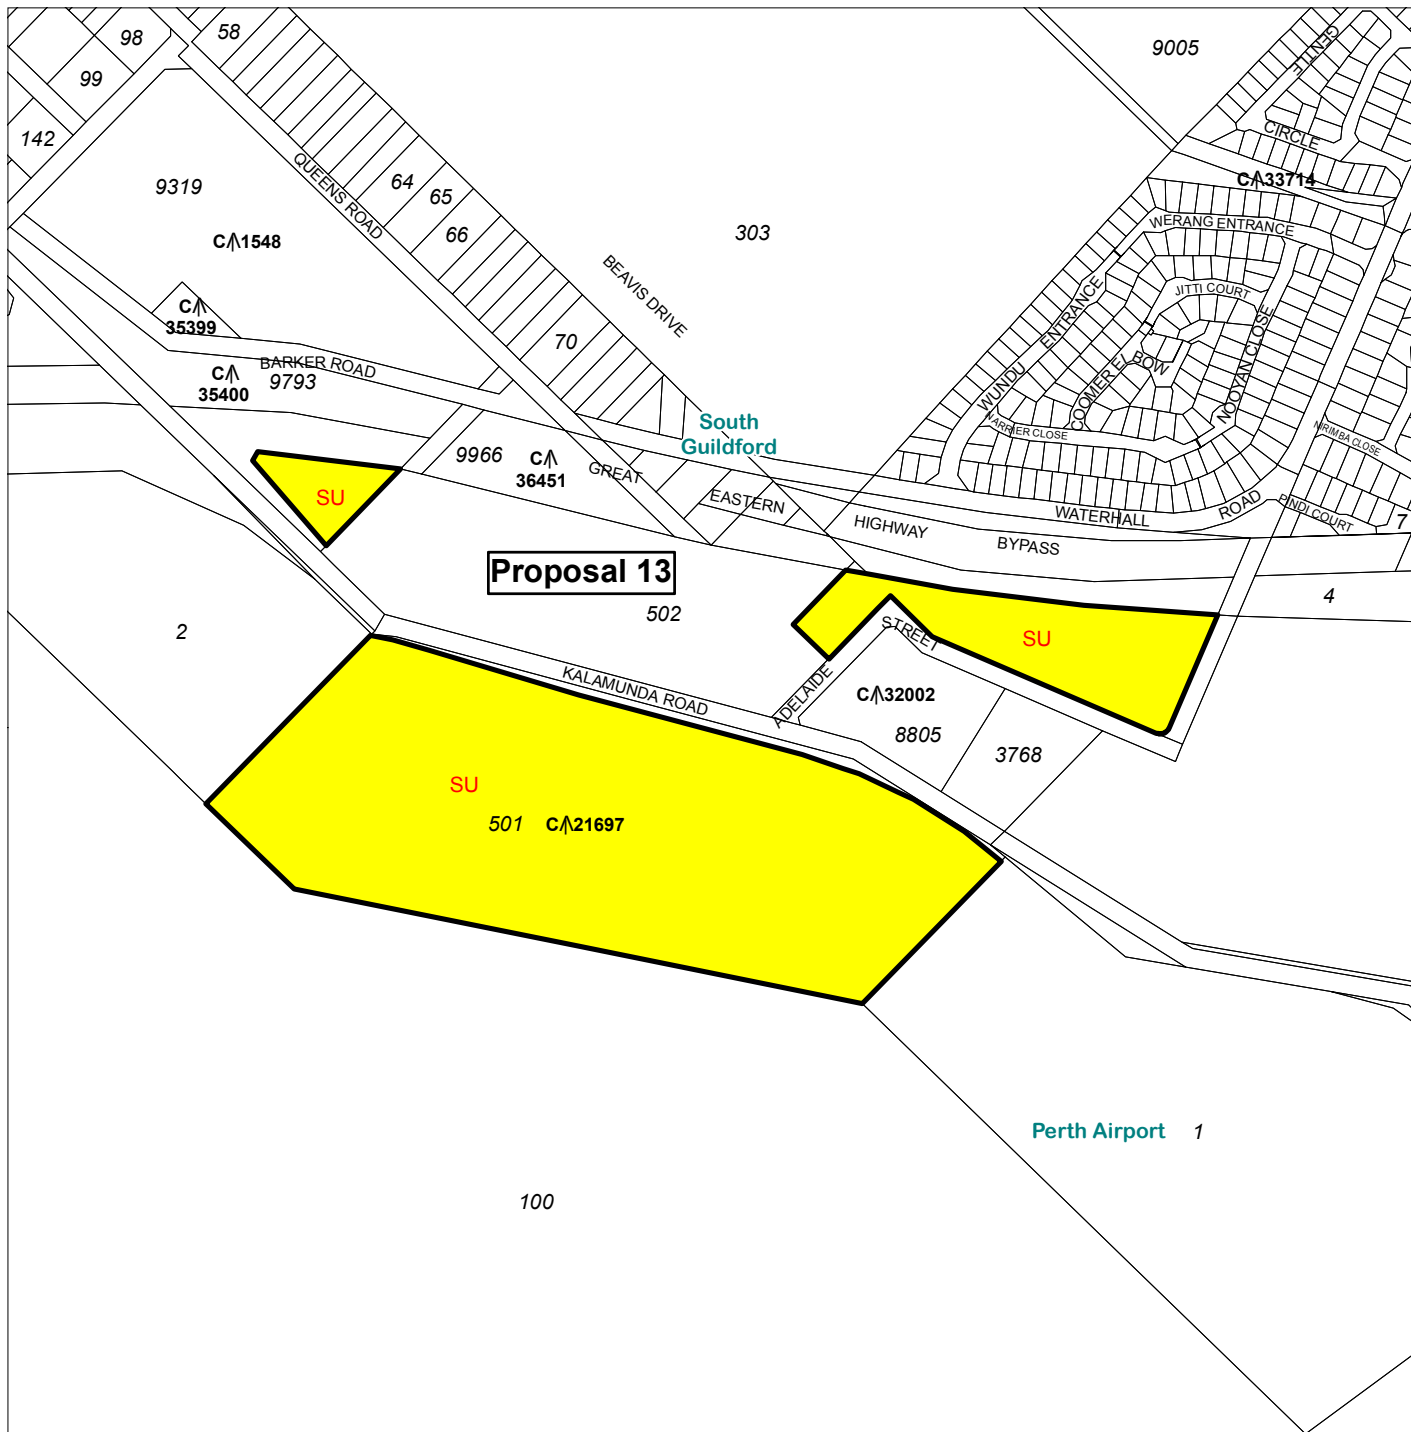 98
58
9005
GENTLE
99
142
CIRCLE
9319
QUEENS ROAD
64
65
66
C/\33714
WERANG ENTRANCE
C/\1548
303
BEAVIS DRIVE
JITTI COURT
WUNDU ENTRANCE
C/\
35399
NOOYAN CLOSE
70
BARKER ROAD
COOMER ELBOW
C/\
35400
9793
South
Guildford
WARRIER CLOSE
NIRIMBA CLOSE
9966
C/\
36451
GREAT
EASTERN
HIGHWAY
BYPASS
WATERHALL
ROAD
PINDI COURT
7
SU
Proposal 13
502
4
2
STREET
SU
KALAMUNDA ROAD
ADELAIDE
C/\32002
8805
3768
SU
501
C/\21697
Perth Airport
1
100